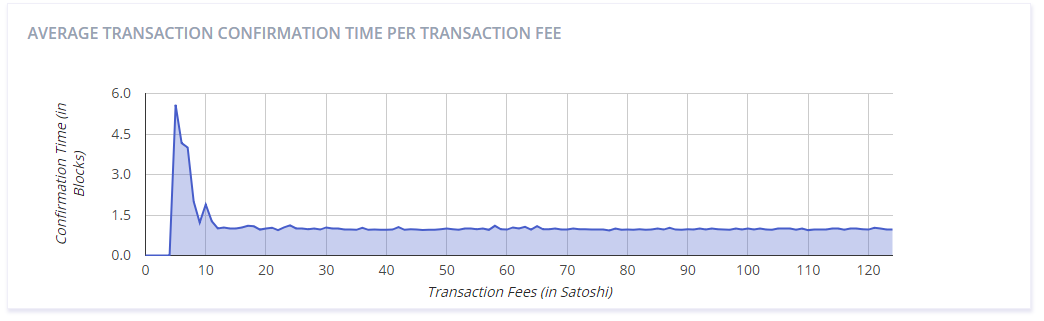 AVERAGE TRANSACTION CONFIRMATION TIME PER TRANSACTION FEE
Confirmation Time (in
Blocks)
6.0
4.5
3.0
1.5
0.0
0 10 20 30 40 50 60 70 80 90 100 110 120
Transaction Fees (in Satoshi)